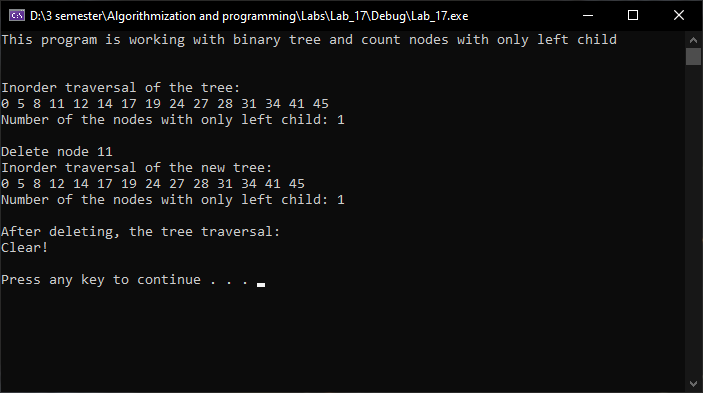 D:\3 semester\Algorithmization and programming\Labs\Lab_17\Debug\Lab_17.exe
This program is working with binary tree and count nodes with only left child
Inorder traversal of the tree:
0 5 8 11 12 14 17 19 24 27 28 31 34 41 45
Number of the nodes with only left child: 1
Delete node 11
Inorder traversal of the new tree:
0 5 8 12 14 17 19 24 27 28 31 34 41 45
Number of the nodes with only left child: 1
After deleting, the tree traversal:
Clear!
Press any key to continue . . .